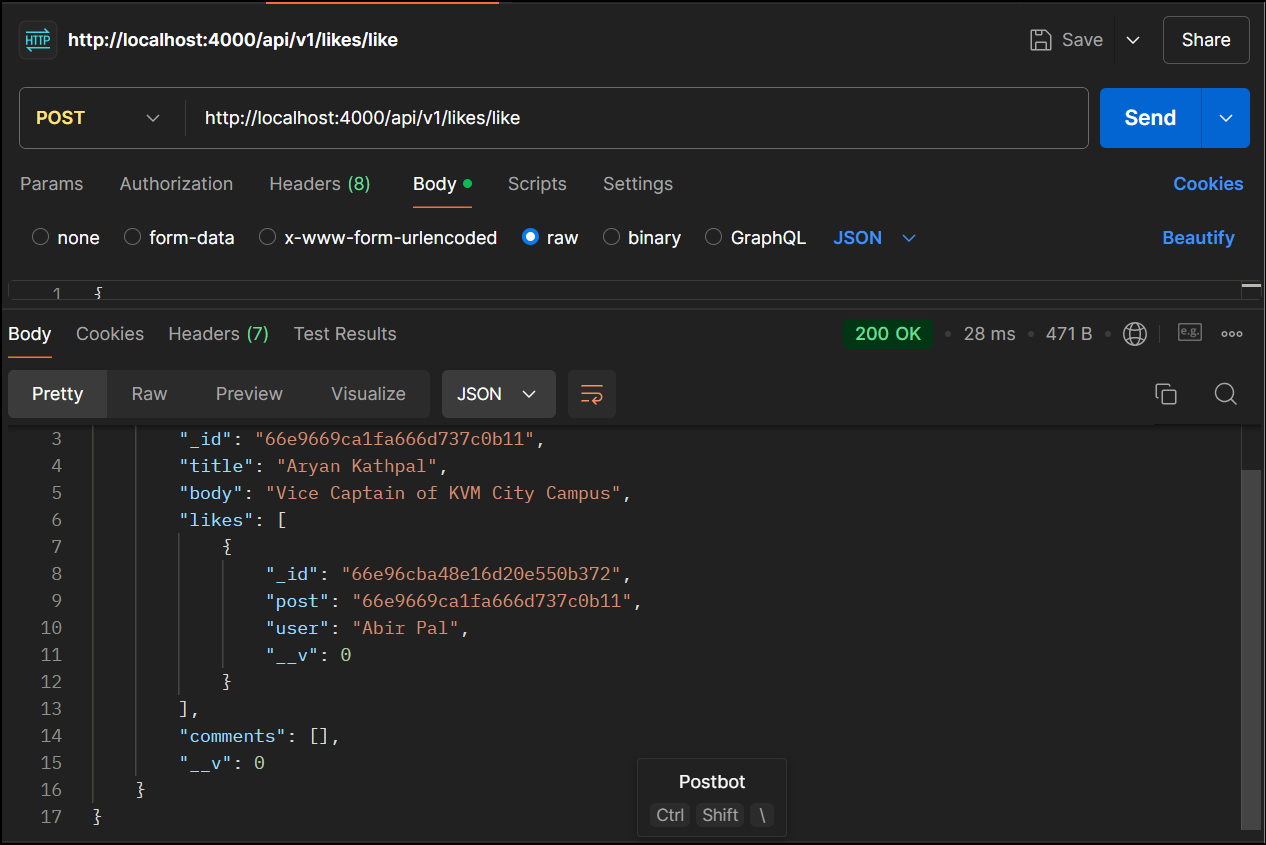 HTTP http://localhost:4000/api/v1/likes/like Save Share
POST http://localhost:4000/api/v1/likes/like Send
Params Authorization Headers (8) Body Scripts Settings Cookies
none form-data x-www-form-urlencoded raw binary GraphQL JSON Beautify
1 {
Body Cookies Headers (7) Test Results 200 OK 28 ms 471 B e.g.
Pretty Raw Preview Visualize JSON
3 "_id": "66e9669ca1fa666d737c0b11",
4 "title": "Aryan Kathpal",
5 "body": "Vice Captain of KVM City Campus",
6 "likes": [
7 {
8 "_id": "66e96cba48e16d20e550b372",
9 "post": "66e9669ca1fa666d737c0b11",
10 "user": "Abir Pal",
11 "__v": 0
12 }
13 ],
14 "comments": [],
15 "__v": 0
16 }
17 }
Postbot
Ctrl Shift \